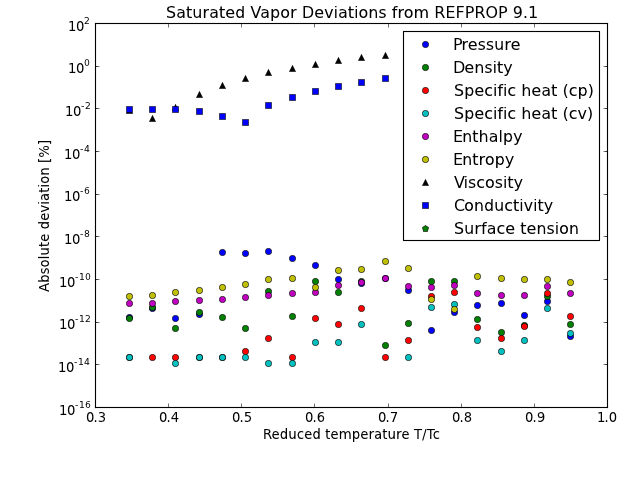 Saturated Vapor Deviations from REFPROP 9.1
Absolute deviation [%]
10^2
10^0
10^-2
10^-4
10^-6
10^-8
10^-10
10^-12
10^-14
10^-16
Pressure
Density
Specific heat (cp)
Specific heat (cv)
Enthalpy
Entropy
Viscosity
Conductivity
Surface tension
0.3 0.4 0.5 0.6 0.7 0.8 0.9 1.0
Reduced temperature T/Tc